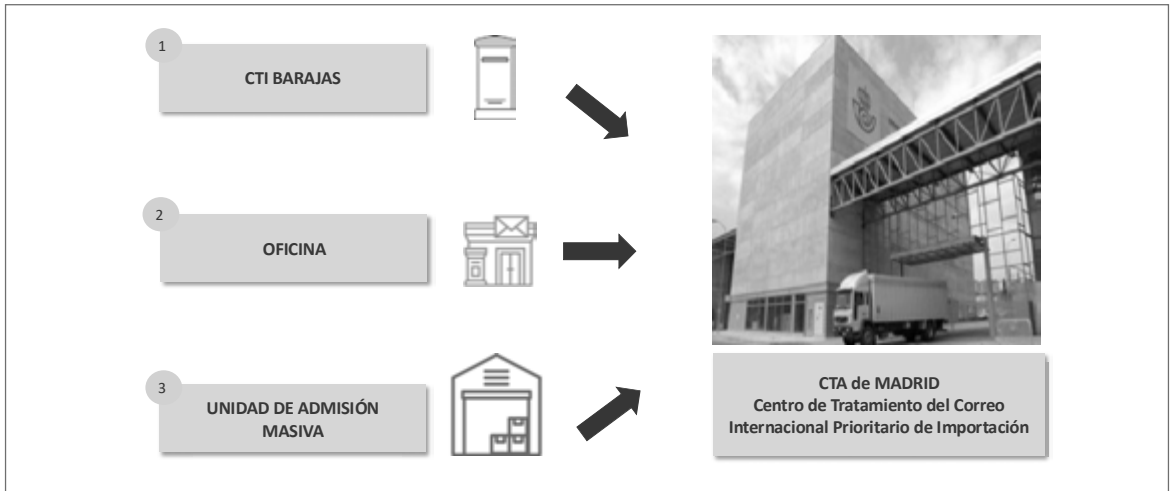 1
CTI BARAJAS
2
OFICINA
3
UNIDAD DE ADMISIÓN
MASIVA
CTA de MADRID
Centro de Tratamiento del Correo
Internacional Prioritario de Importación